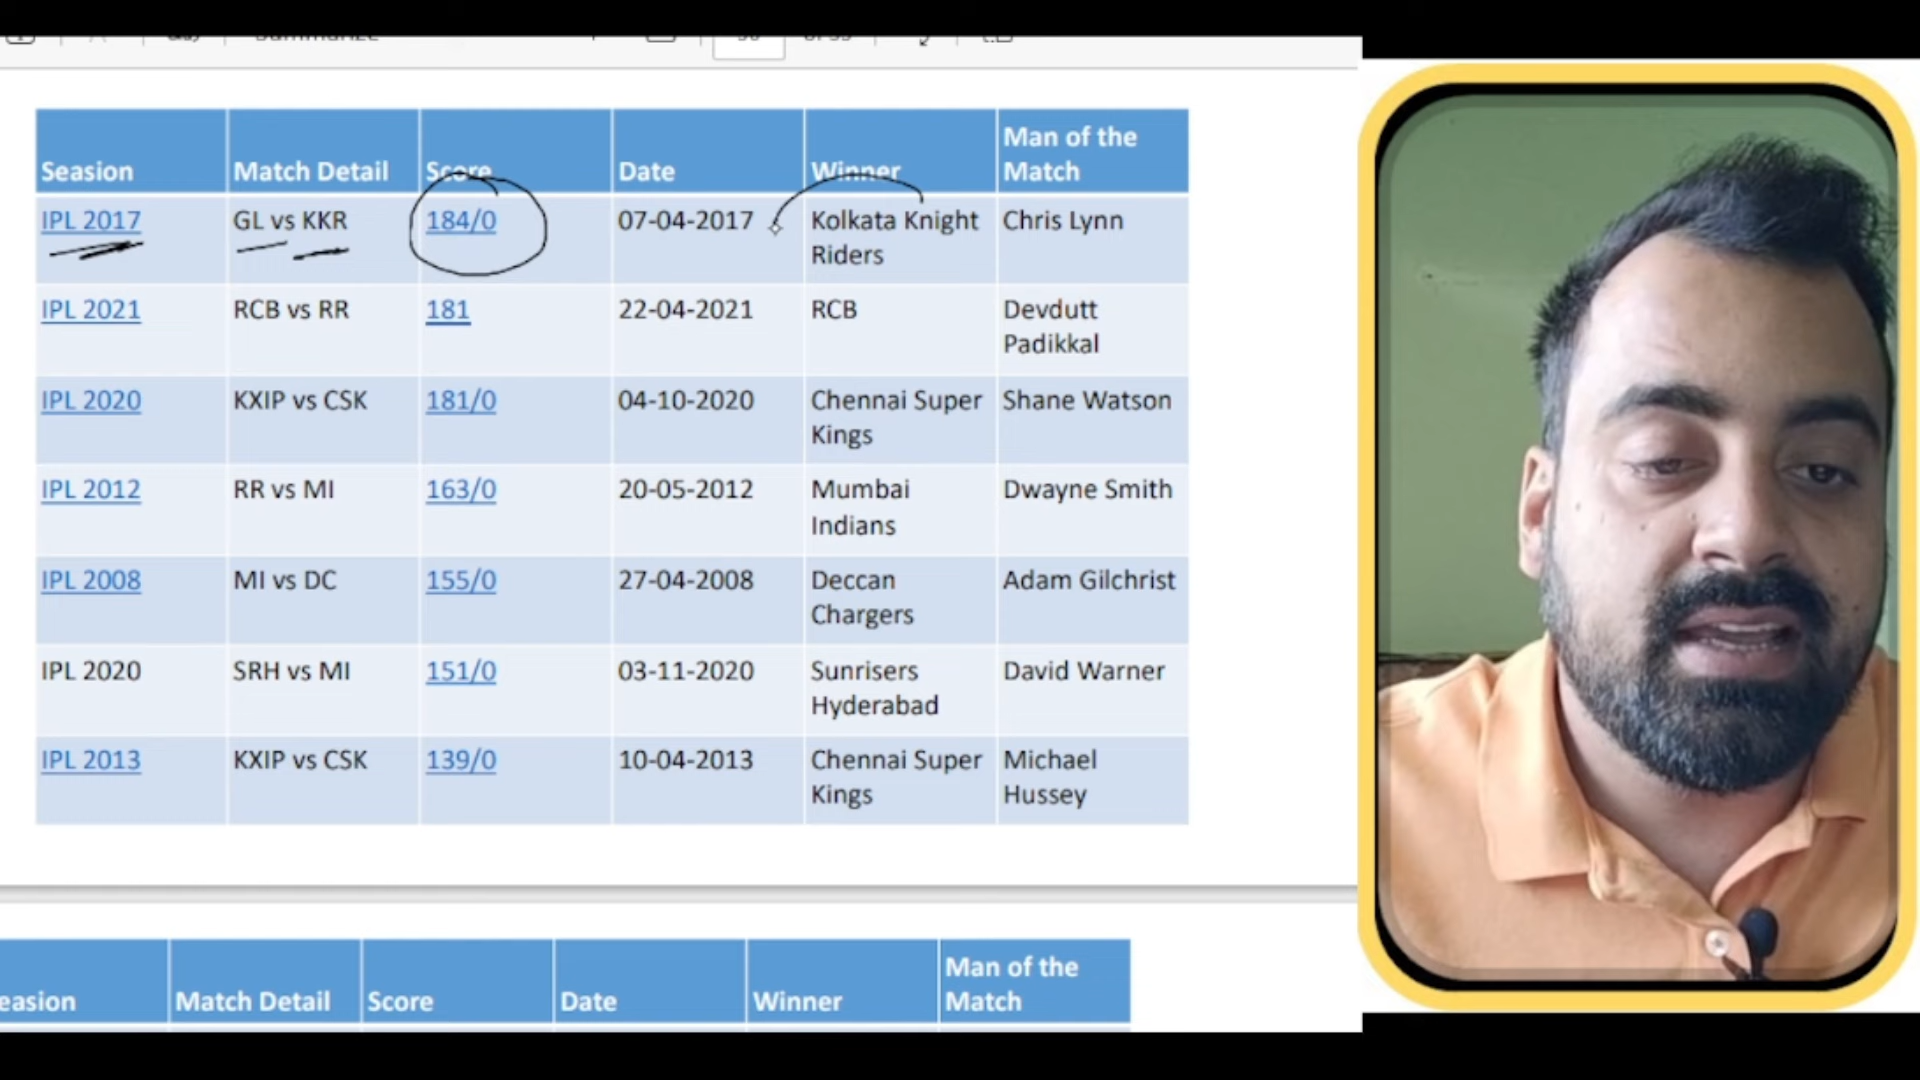 Seasion Match Detail Score Date Winner Man of the Match
IPL 2017 GL vs KKR 184/0 07-04-2017 Kolkata Knight Riders Chris Lynn
IPL 2021 RCB vs RR 181 22-04-2021 RCB Devdutt Padikkal
IPL 2020 KXIP vs CSK 181/0 04-10-2020 Chennai Super Kings Shane Watson
IPL 2012 RR vs MI 163/0 20-05-2012 Mumbai Indians Dwayne Smith
IPL 2008 MI vs DC 155/0 27-04-2008 Deccan Chargers Adam Gilchrist
IPL 2020 SRH vs MI 151/0 03-11-2020 Sunrisers Hyderabad David Warner
IPL 2013 KXIP vs CSK 139/0 10-04-2013 Chennai Super Kings Michael Hussey
easion Match Detail Score Date Winner Man of the Match